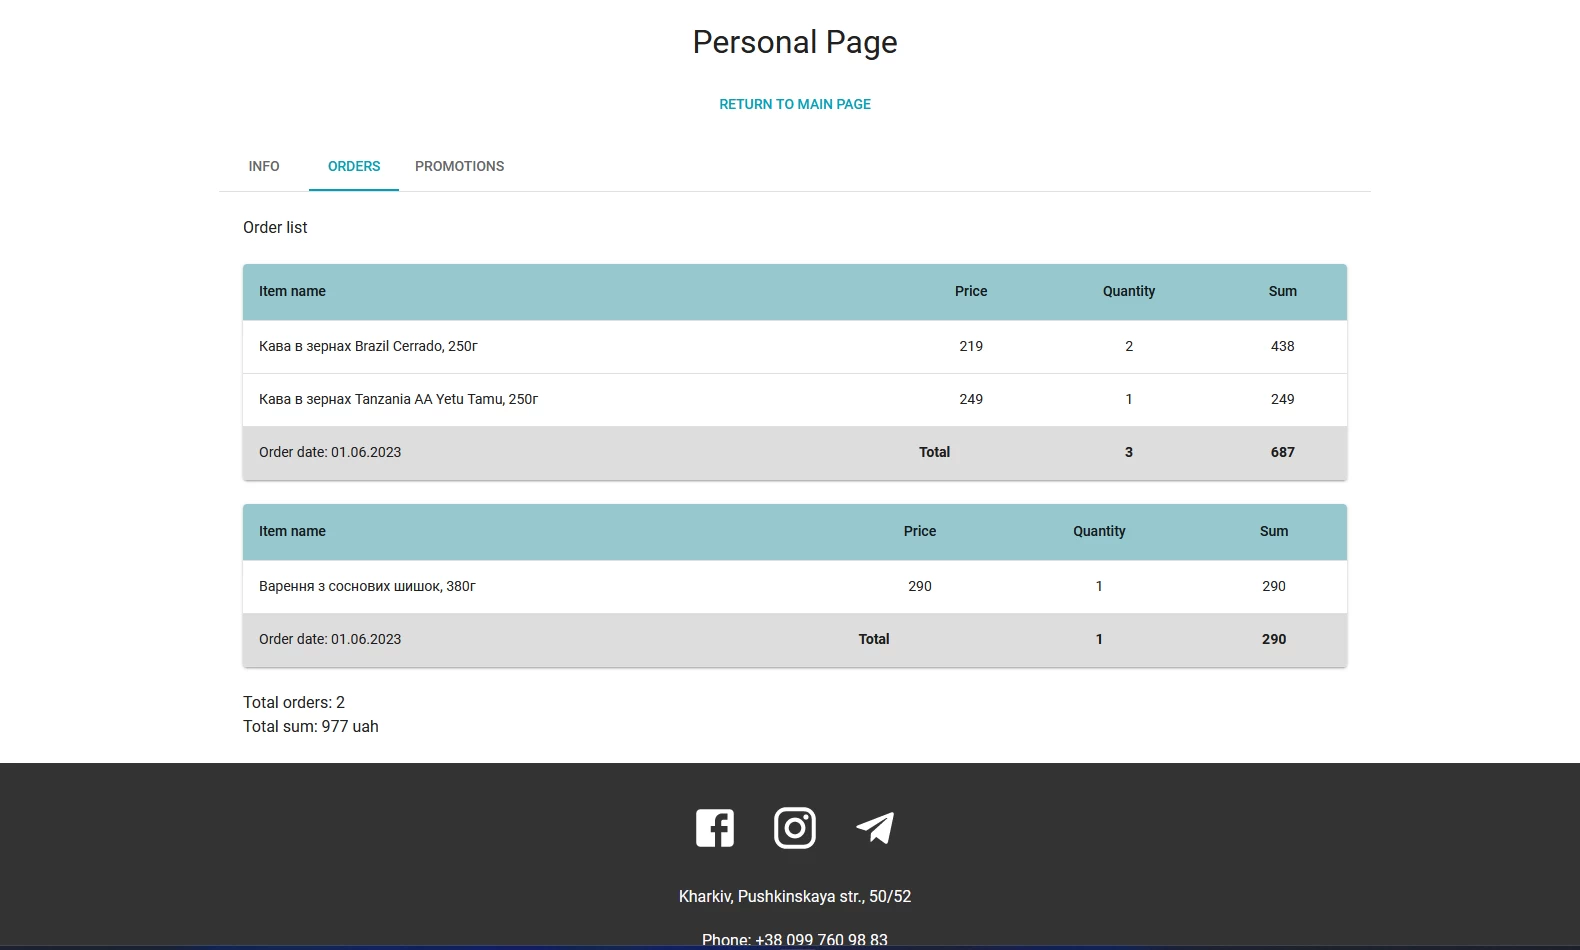 Personal Page
RETURN TO MAIN PAGE
INFO ORDERS PROMOTIONS
Order list
Item name Price Quantity Sum
Кава в зернах Brazil Cerrado, 250г 219 2 438
Кава в зернах Tanzania AA Yetu Tamu, 250г 249 1 249
Order date: 01.06.2023 Total 3 687
Item name Price Quantity Sum
Варення з соснових шишок, 380г 290 1 290
Order date: 01.06.2023 Total 1 290
Total orders: 2
Total sum: 977 uah
Kharkiv, Pushkinskaya str., 50/52
Phone: +38 099 760 98 83